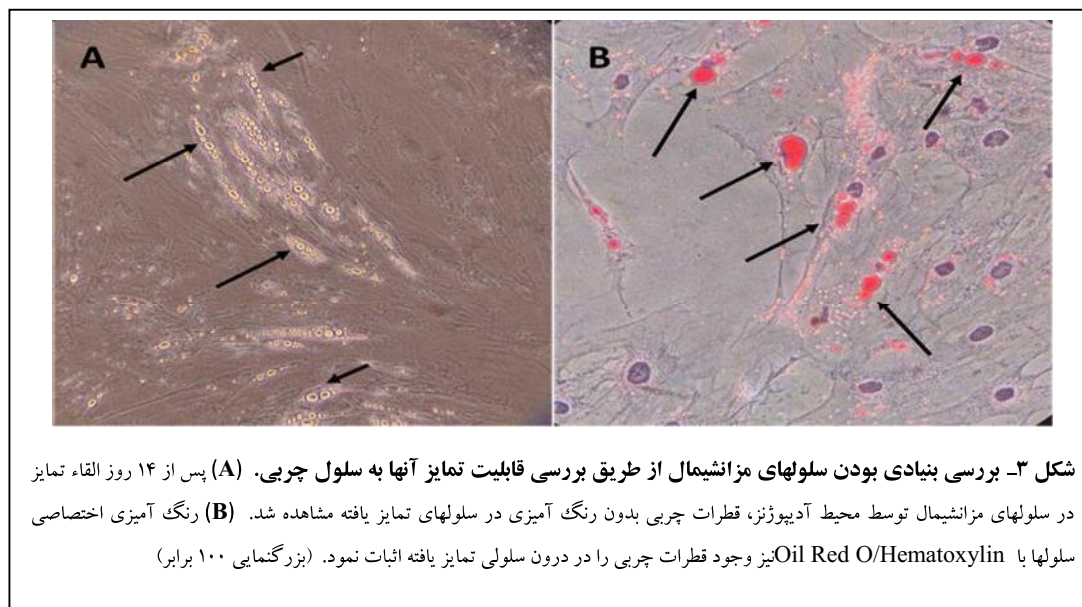 A
B
شکل ۳ـ بررسی بنیادی بودن سلولهای مزانشیمال از طریق بررسی قابلیت تمایز آنها به سلول چربی. (A) پس از ۱۴ روز القاء تمایز
در سلولهای مزانشیمال توسط محیط آدیپوژنز، قطرات چربی بدون رنگ آمیزی در سلولهای تمایز یافته مشاهده شد. (B) رنگ آمیزی اختصاصی
سلولها با Oil Red O/Hematoxylinنیز وجود قطرات چربی را در درون سلولی تمایز یافته اثبات نمود. (بزرگنمایی ۱۰۰ برابر)